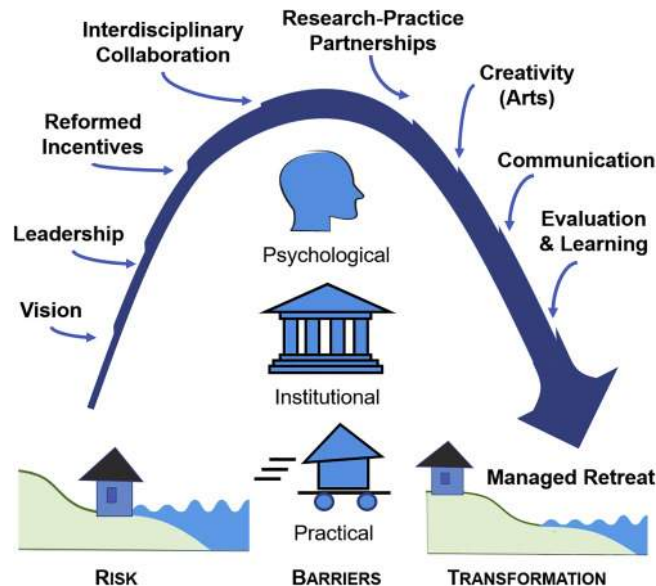 Interdisciplinary
Collaboration
Research-Practice
Partnerships
Creativity
(Arts)
Reformed
Incentives
Communication
Leadership
Evaluation
& Learning
Psychological
Vision
Institutional
Managed Retreat
Practical
RISK
BARRIERS
TRANSFORMATION